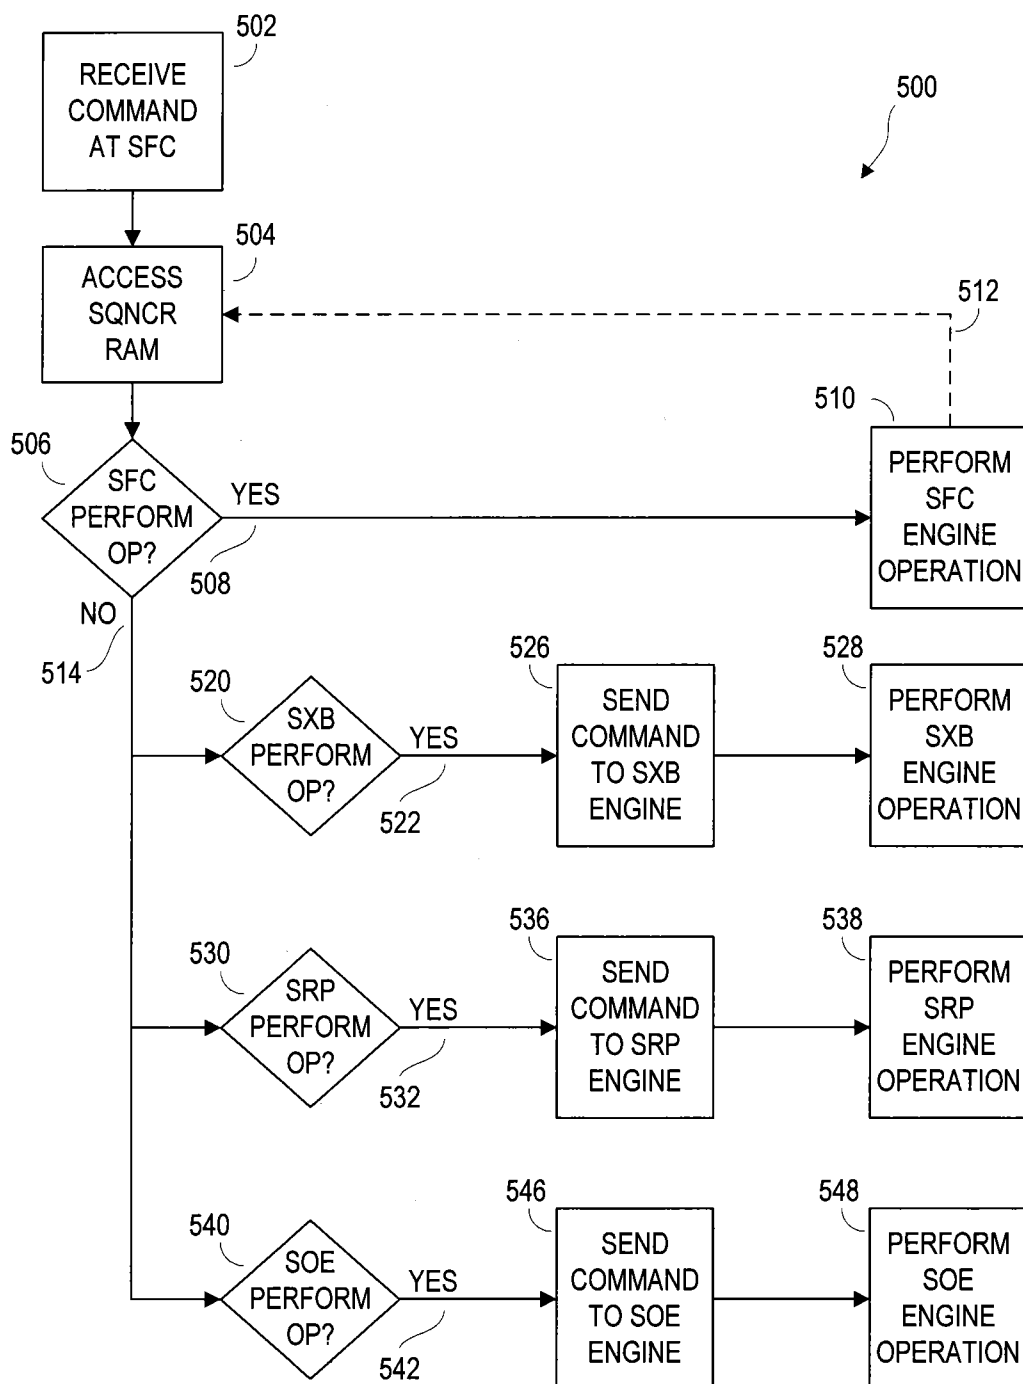 502
RECEIVE
COMMAND
AT SFC
500
504
ACCESS
SQNCR
RAM
512
510
506
SFC
PERFORM
OP?
YES
508
PERFORM
SFC
ENGINE
OPERATION
NO
514
520
SXB
PERFORM
OP?
YES
522
526
SEND
COMMAND
TO SXB
ENGINE
528
PERFORM
SXB
ENGINE
OPERATION
530
SRP
PERFORM
OP?
YES
532
536
SEND
COMMAND
TO SRP
ENGINE
538
PERFORM
SRP
ENGINE
OPERATION
540
SOE
PERFORM
OP?
YES
542
546
SEND
COMMAND
TO SOE
ENGINE
548
PERFORM
SOE
ENGINE
OPERATION